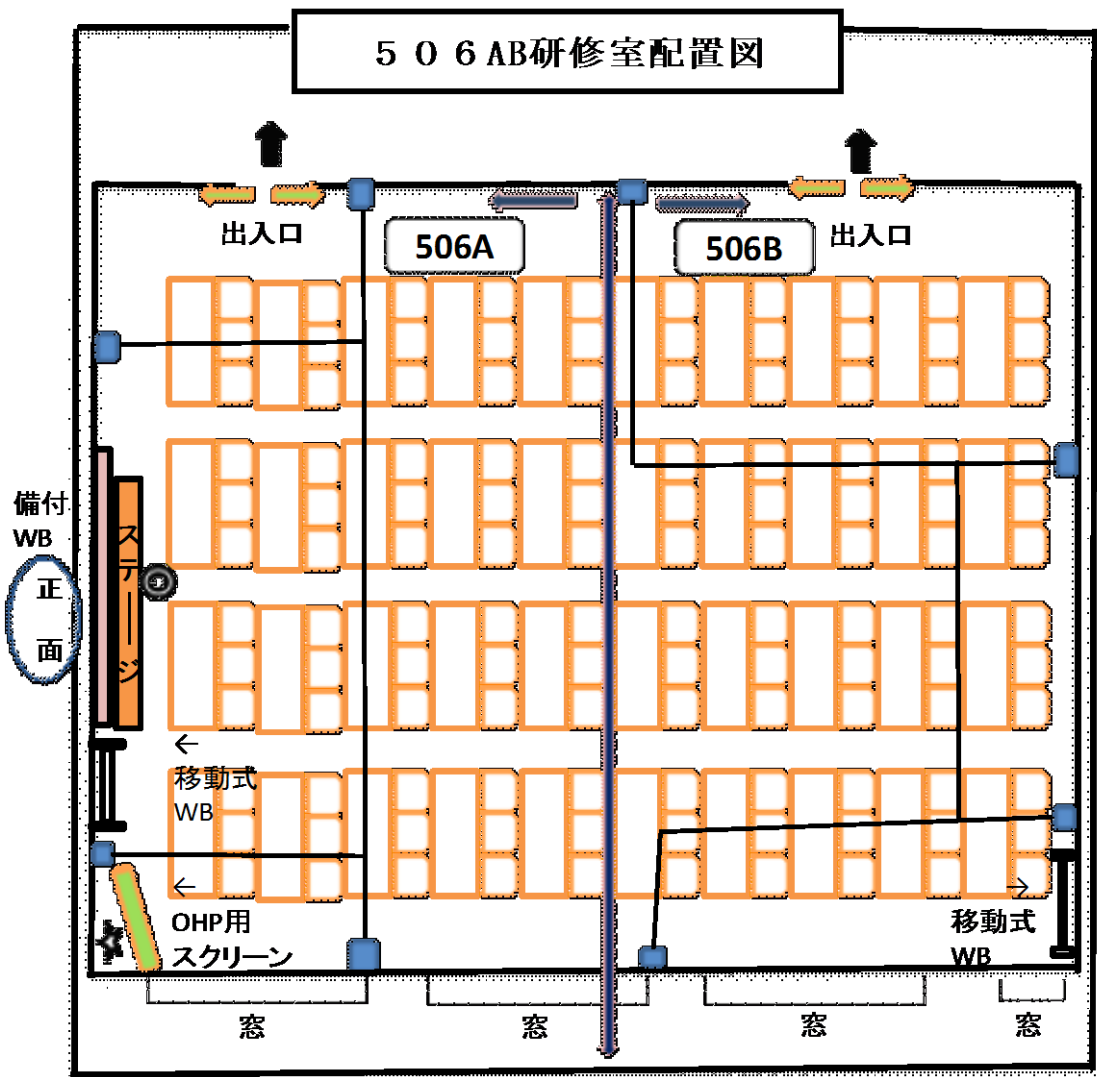 ５０６AB研修室配置図
出入口
506A
506B
出入口
備付
WB
正
面
ステージ
←
移動式
WB
←
OHP用
スクリーン
→
移動式
WB
窓
窓
窓
窓